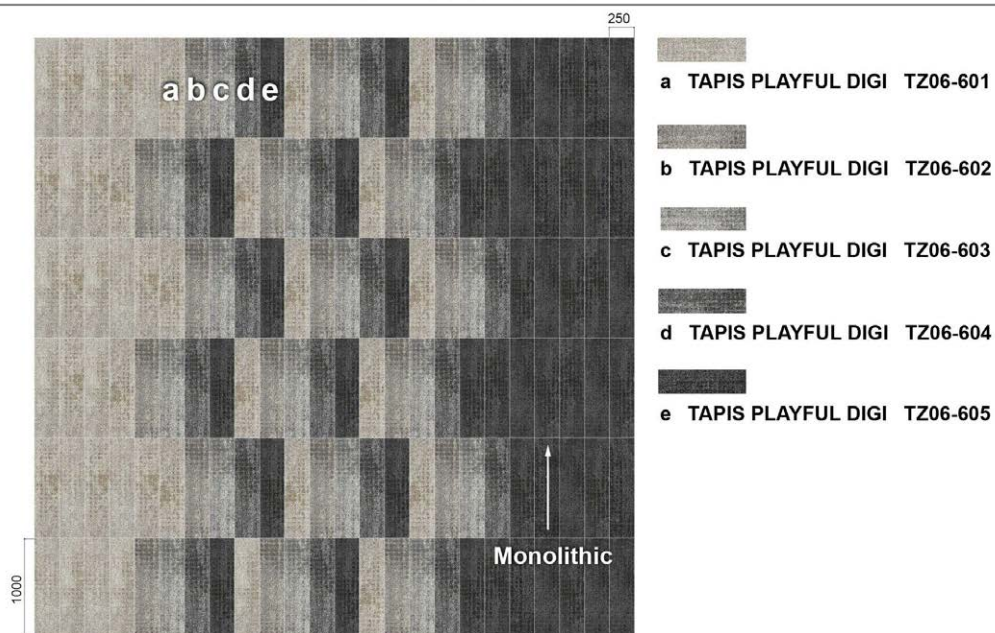 250
a b c d e
a TAPIS PLAYFUL DIGI TZ06-601
b TAPIS PLAYFUL DIGI TZ06-602
c TAPIS PLAYFUL DIGI TZ06-603
d TAPIS PLAYFUL DIGI TZ06-604
e TAPIS PLAYFUL DIGI TZ06-605
Monolithic
1000